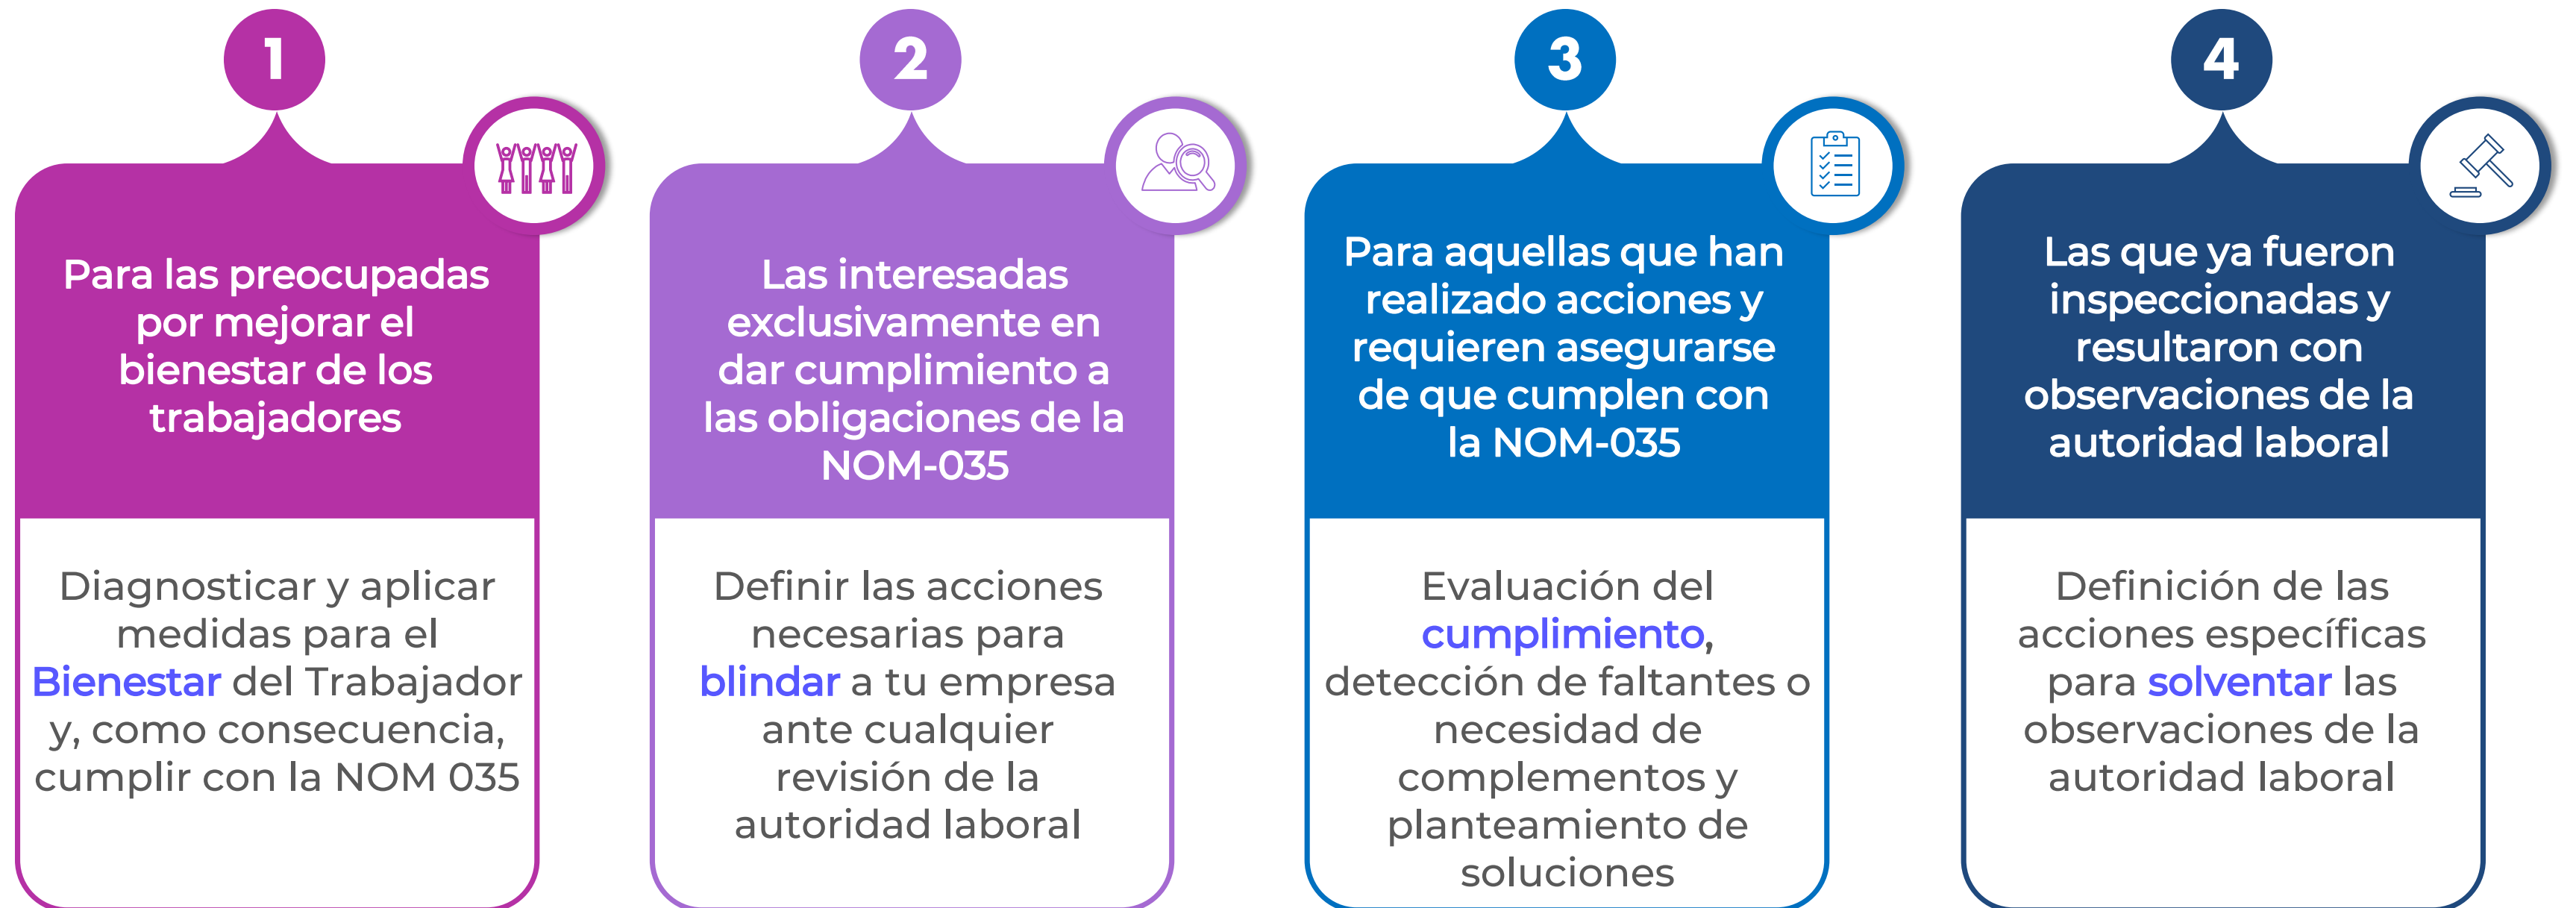 1
Para las preocupadas
por mejorar el
bienestar de los
trabajadores
Diagnosticar y aplicar
medidas para el
Bienestar del Trabajador
y, como consecuencia,
cumplir con la NOM 035
2
Las interesadas
exclusivamente en
dar cumplimiento a
las obligaciones de la
NOM-035
Definir las acciones
necesarias para
blindar a tu empresa
ante cualquier
revisión de la
autoridad laboral
3
Para aquellas que han
realizado acciones y
requieren asegurarse
de que cumplen con
la NOM-035
Evaluación del
cumplimiento,
detección de faltantes o
necesidad de
complementos y
planteamiento de
soluciones
4
Las que ya fueron
inspeccionadas y
resultaron con
observaciones de la
autoridad laboral
Definición de las
acciones específicas
para solventar las
observaciones de la
autoridad laboral